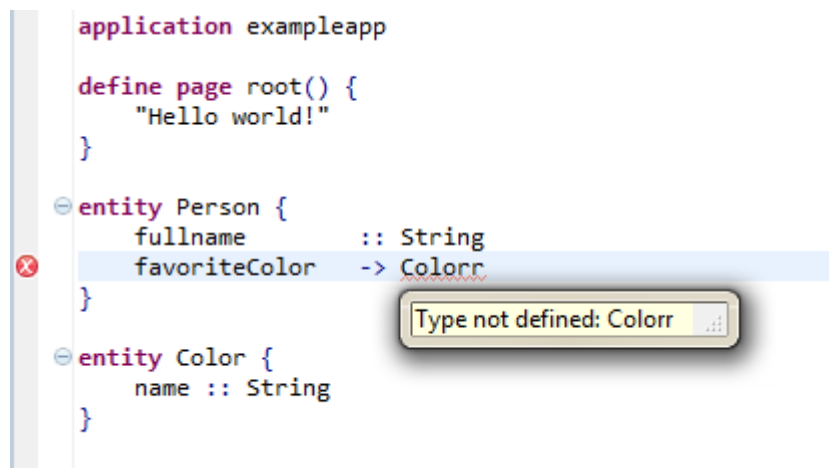 application exampleapp
define page root() {
"Hello world!"
}
entity Person {
fullname :: String
favoriteColor -> Colorr
}
Type not defined: Colorr
entity Color {
name :: String
}